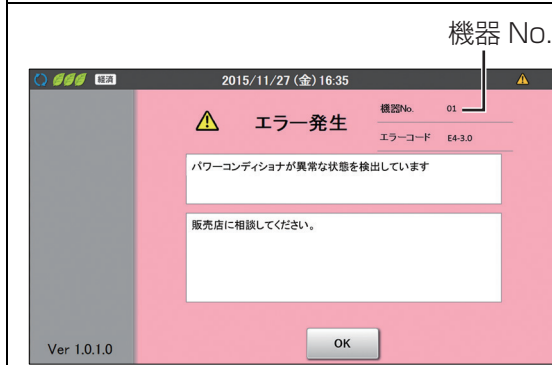 機器 No.
経済
2015/11/27 (金) 16:35
エラー発生
機器No. 01
エラーコード E4-3.0
パワーコンディショナが異常な状態を検出しています
販売店に相談してください。
OK
Ver 1.0.1.0